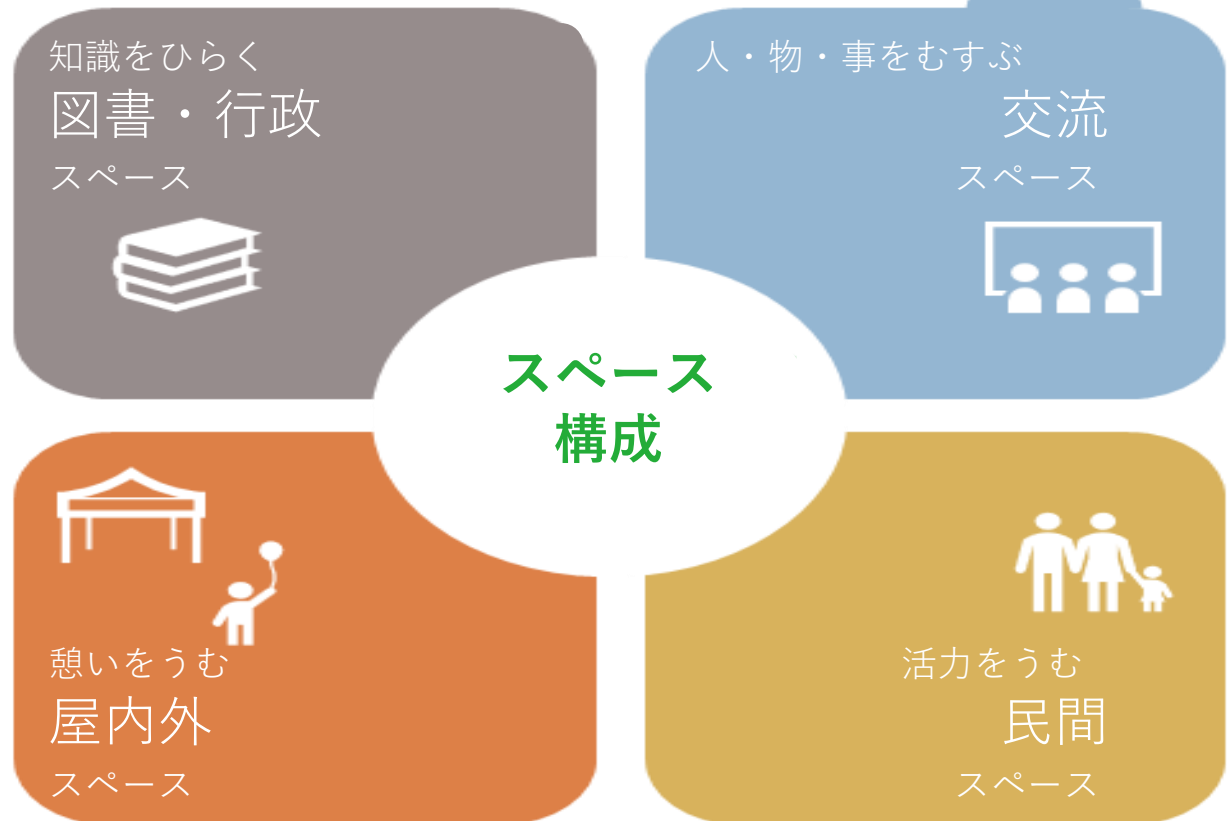 知識をひらく
図書・行政
スペース
人・物・事をむすぶ
交流
スペース
スペース
構成
憩いをうむ
屋内外
スペース
活力をうむ
民間
スペース